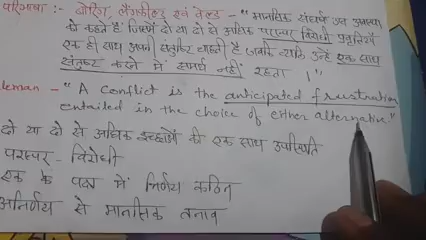 परिभाषा :- बोरिंग, लैंगफील्ड एवं वेल्ड - "मानसिक संघर्ष उस अवस्था
को कहते हैं जिसमें दो या दो से अधिक परस्पर विरोधी प्रवृत्तियाँ
एक ही साथ अपनी संतुष्टि चाहती हैं जबकि व्यक्ति उन्हें एक साथ
संतुष्ट करने में समर्थ नहीं रहता ।"
leman - "A conflict is the anticipated frustration
entailed in the choice of either alternative."
दो या दो से अधिक इच्छाओं की एक साथ उपस्थिति
परस्पर - विरोधी
एक के पक्ष में निर्णय कठिन
अनिर्णय से मानसिक तनाव